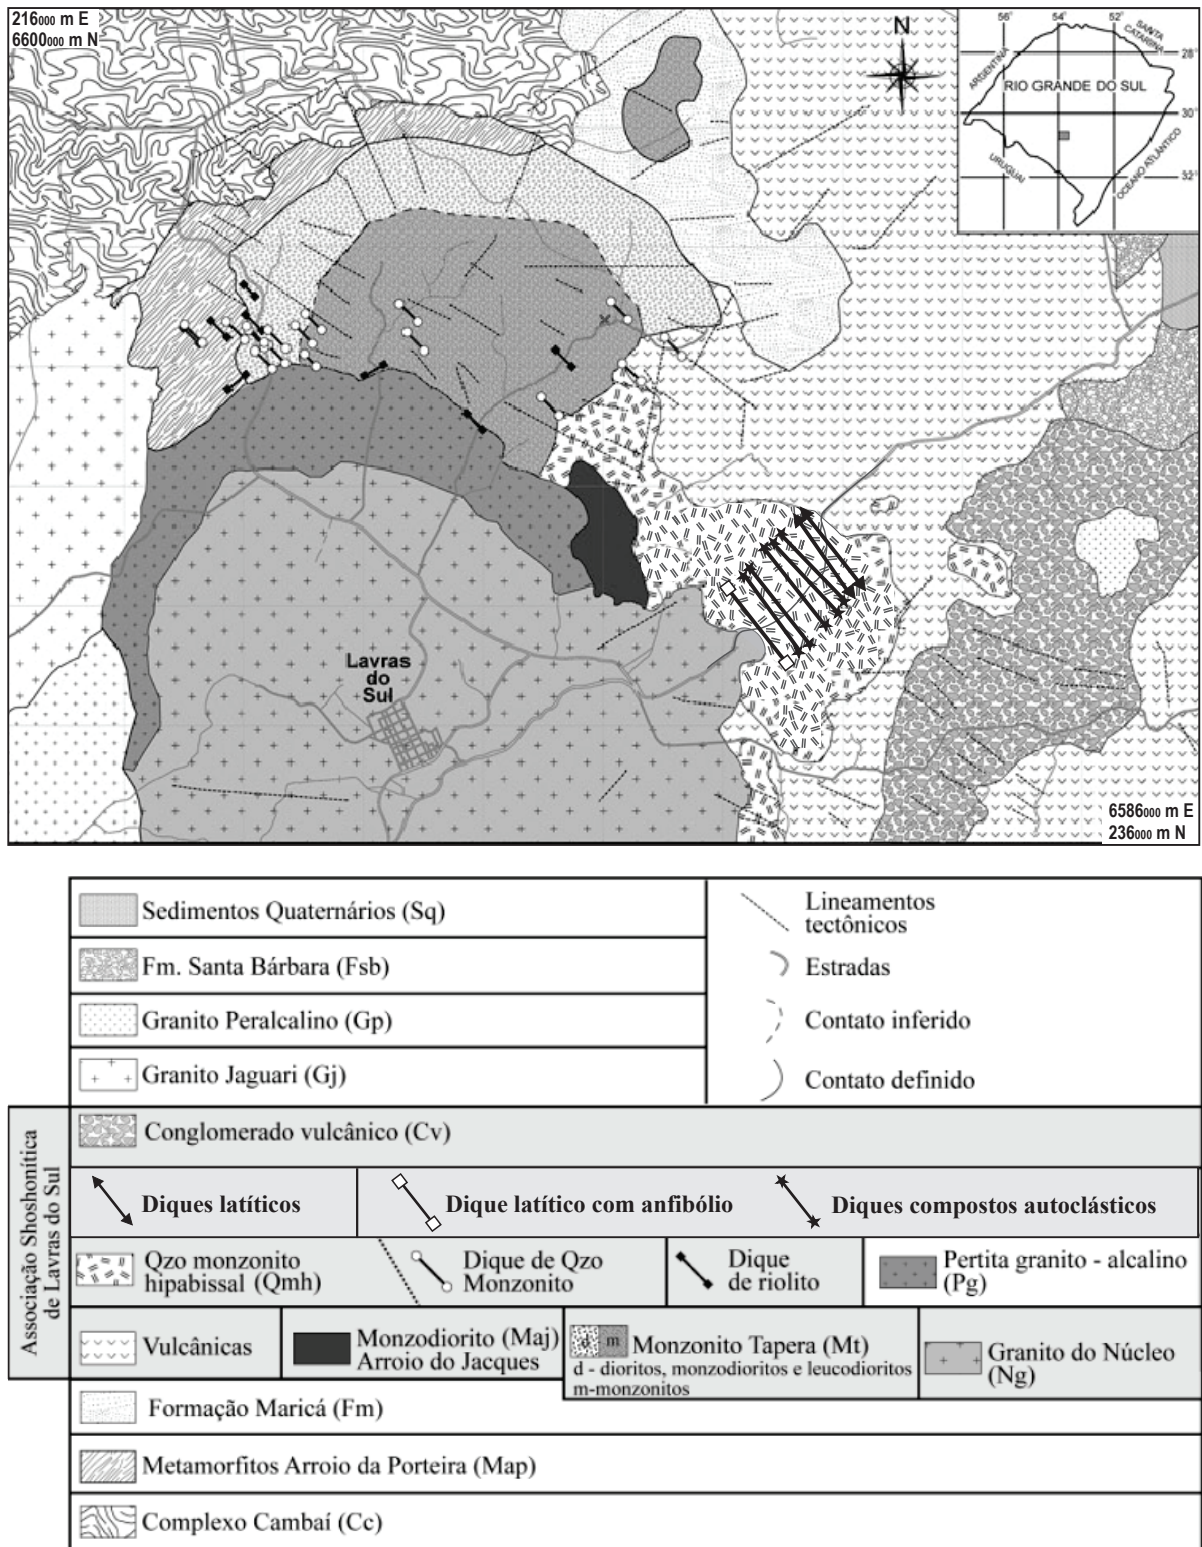 216000 m E
6600000 m N
N
56°
54°
52°
SANTA
CATARINA
ARGENTINA
28°
RIO GRANDE DO SUL
30°
URUGUAI
OCEANO ATLÂNTICO
32°
Lavras
do
Sul
6586000 m E
236000 m N
Sedimentos Quaternários (Sq)
Fm. Santa Bárbara (Fsb)
Granito Peralcalino (Gp)
Granito Jaguari (Gj)
Lineamentos
tectônicos
Estradas
Contato inferido
Contato definido
Associação Shoshonítica
de Lavras do Sul
Conglomerado vulcânico (Cv)
Diques latíticos
Dique latítico com anfibólio
Diques compostos autoclásticos
Qzo monzonito
hipabissal (Qmh)
Dique de Qzo
Monzonito
Dique
de riolito
Pertita granito - alcalino
(Pg)
Vulcânicas
Monzodiorito (Maj)
Arroio do Jacques
d m
Monzonito Tapera (Mt)
d - dioritos, monzodioritos e leucodioritos
m-monzonitos
Granito do Núcleo
(Ng)
Formação Maricá (Fm)
Metamorfitos Arroio da Porteira (Map)
Complexo Cambaí (Cc)